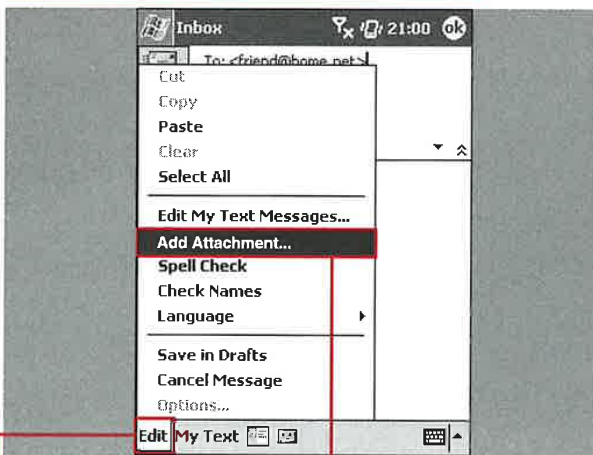 Inbox 21:00 ok
To: <friend@home.net>
Cut
Copy
Paste
Clear
Select All
Edit My Text Messages...
Add Attachment...
Spell Check
Check Names
Language
Save in Drafts
Cancel Message
Options...
Edit My Text